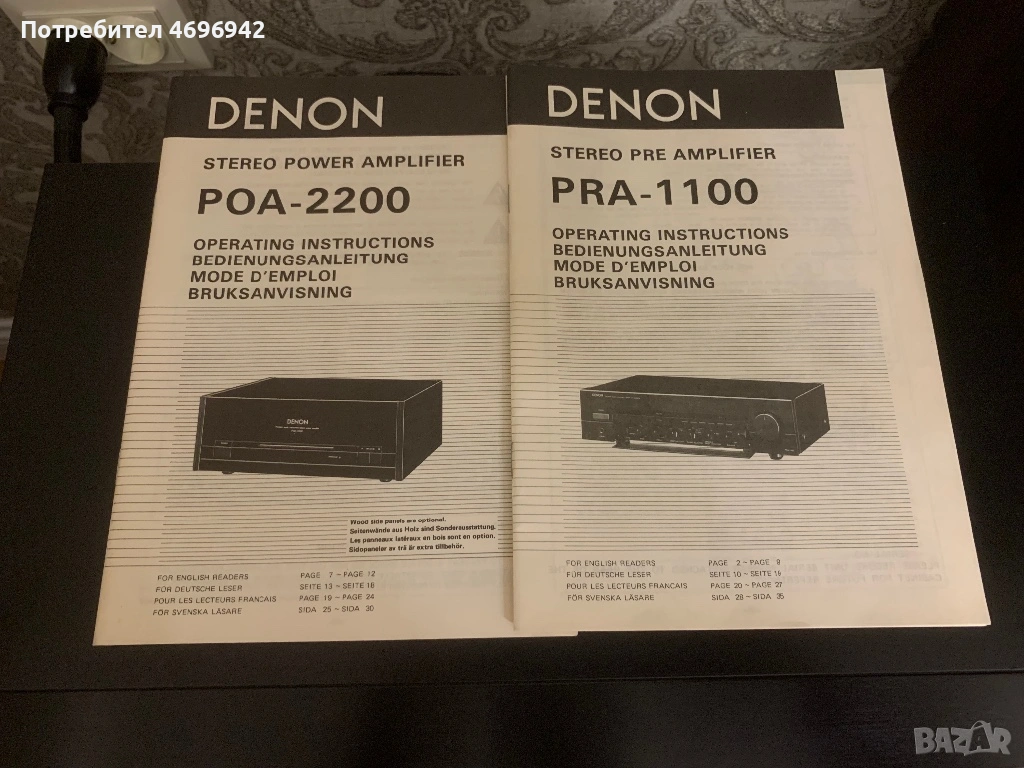 Потребител 4696942
DENON
STEREO POWER AMPLIFIER
POA-2200
OPERATING INSTRUCTIONS
BEDIENUNGSANLEITUNG
MODE D'EMPLOI
BRUKSANVISNING
DENON
Wood side panels are optional.
Seitenwände aus Holz sind Sonderausstattung.
Les panneaux latéraux en bois sont en option.
Sidopaneler av trä är extra tillbehör.
FOR ENGLISH READERS PAGE 7 ~ PAGE 12
FÜR DEUTSCHE LESER SEITE 13 ~ SEITE 18
POUR LES LECTEURS FRANCAIS PAGE 19 ~ PAGE 24
FÖR SVENSKA LÄSARE SIDA 25 ~ SIDA 30
DENON
STEREO PRE AMPLIFIER
PRA-1100
OPERATING INSTRUCTIONS
BEDIENUNGSANLEITUNG
MODE D'EMPLOI
BRUKSANVISNING
DENON
FOR ENGLISH READERS PAGE 2 ~ PAGE 9
FÜR DEUTSCHE LESER SEITE 10 ~ SEITE 19
POUR LES LECTEURS FRANCAIS PAGE 20 ~ PAGE 27
FÖR SVENSKA LÄSARE SIDA 28 ~ SIDA 35
BAZAR